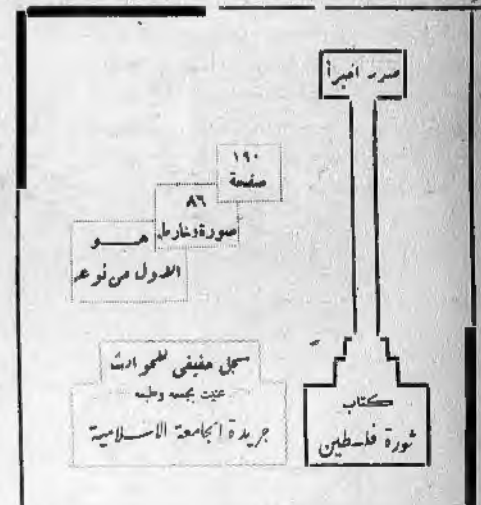 صدر اخيراً
١٩٠
صفحة
٨٦
صورة وخارطة
هو
الاول من نوعه
سجل حقيقي للحوادث
عنيت بجمعه وطبعه
جريدة الجامعة الاسلامية
كتاب
ثورة فلسطين